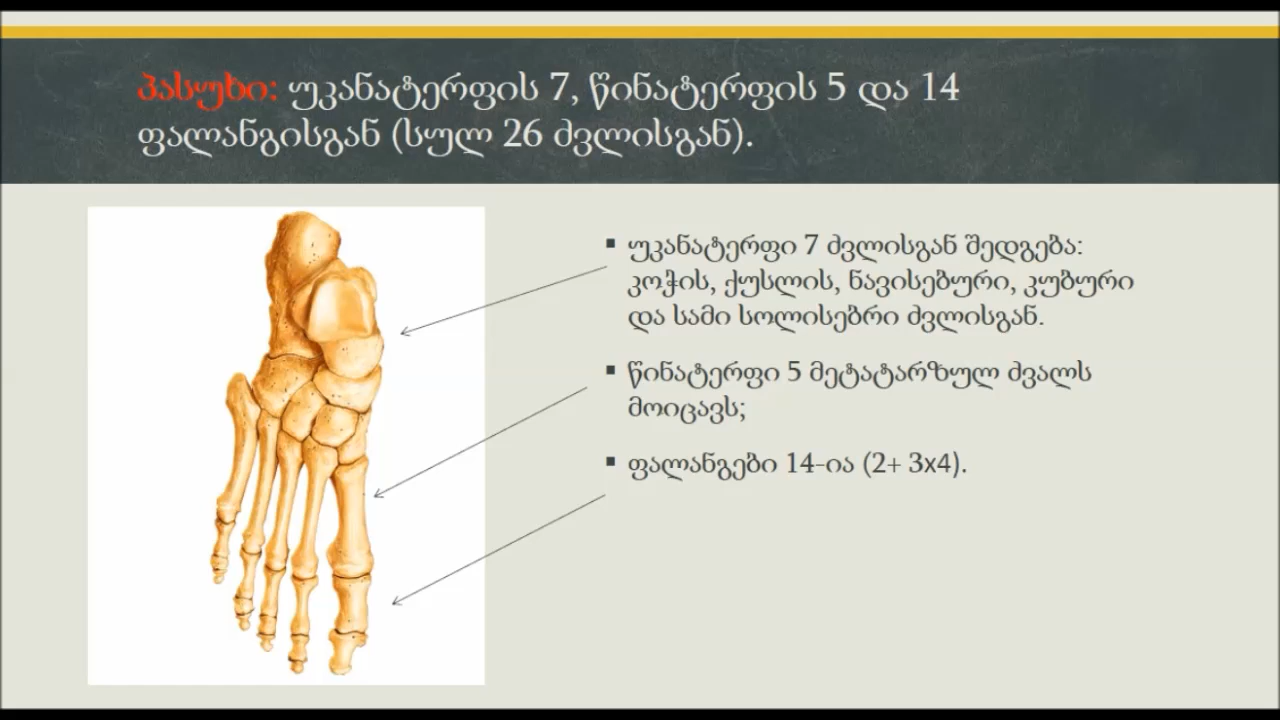 პასუხი: უკანატერფის 7, წინატერფის 5 და 14
ფალანგისგან (სულ 26 ძვლისგან).
▪ უკანატერფი 7 ძვლისგან შედგება:
კოჭის, ქუსლის, ნავისებური, კუბური
და სამი სოლისებრი ძვლისგან.
▪ წინატერფი 5 მეტატარზულ ძვალს
მოიცავს;
▪ ფალანგები 14-ია (2+ 3x4).